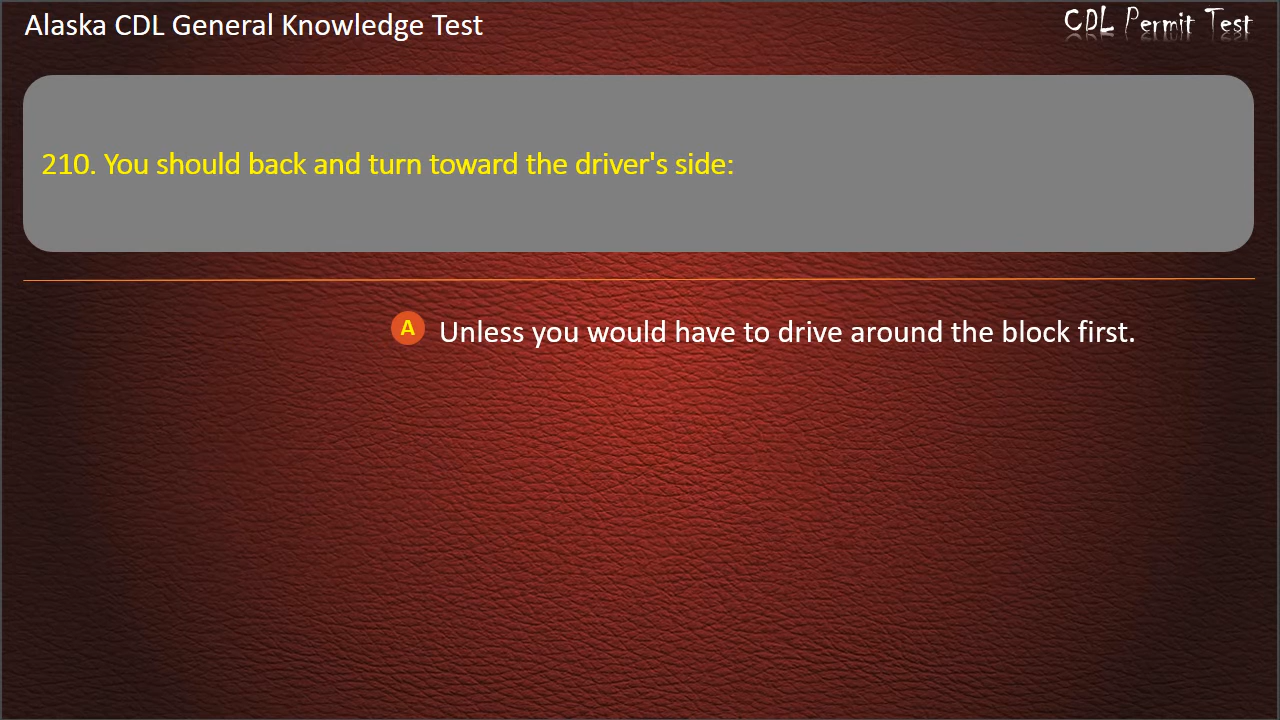 Alaska CDL General Knowledge Test
CDL Permit Test
210. You should back and turn toward the driver's side:
A Unless you would have to drive around the block first.